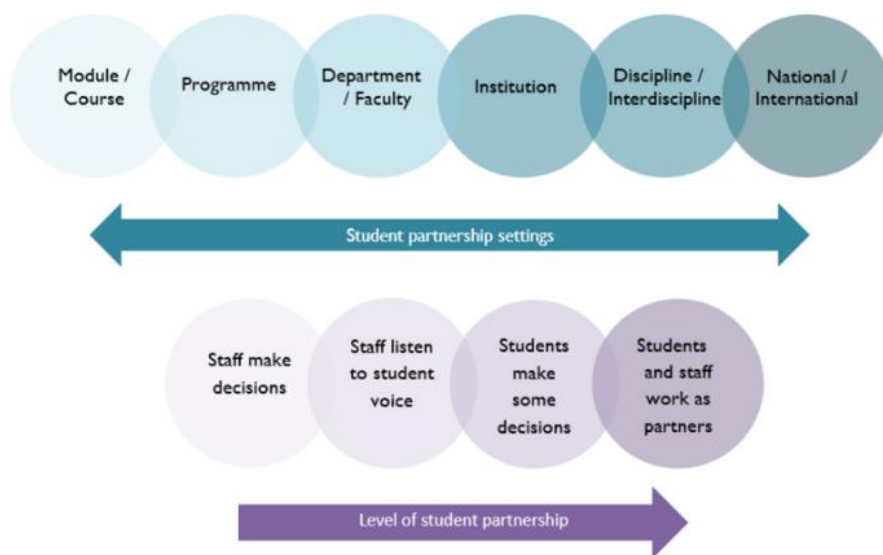 Module /
Course
Programme
Department
/ Faculty
Institution
Discipline /
Interdiscipline
National /
International
Student partnership settings
Staff make
decisions
Staff listen
to student
voice
Students
make
some
decisions
Students
and staff
work as
partners
Level of student partnership